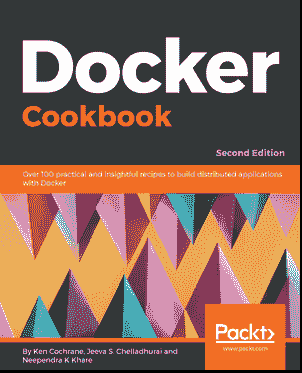 Docker
Cookbook
Second Edition
Over 100 practical and insightful recipes to build distributed applications
with Docker
Packt>
www.packt.com
By Ken Cochrane, Jeeva S. Chelladhurai and
Neependra K Khare